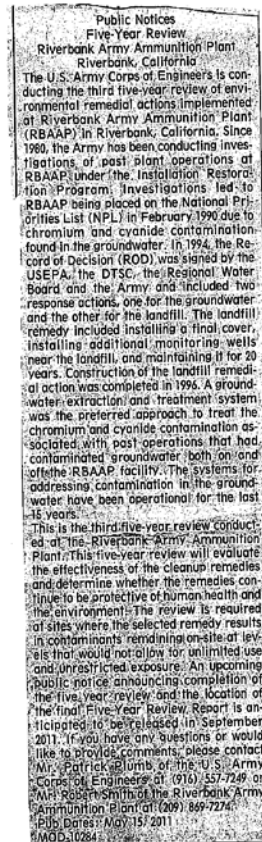 Public Notices
Five-Year Review
Riverbank Army Ammunition Plant
Riverbank, California
The U.S. Army Corps of Engineers is con-
ducting the third five-year review of envi-
ronmental remedial actions implemented
at Riverbank Army Ammunition Plant
(RBAAP) in Riverbank, California. Since
1980, the Army has been conducting inves-
tigations of past plant operations at
RBAAP under the Installation Restora-
tion Program. Investigations led to
RBAAP being placed on the National Pri-
orities List (NPL) in February 1990 due to
chromium and cyanide contamination
found in the groundwater. In 1994, the Re-
cord of Decision (ROD) was signed by the
USEPA, the DTSC, the Regional Water
Board and the Army and included two
response actions, one for the groundwater
and the other for the landfill. The landfill
remedy included installing a final cover,
installing additional monitoring wells
near the landfill, and maintaining it for 20
years. Construction of the landfill remedi-
al action was completed in 1996. A ground-
water extraction and treatment system
was the preferred approach to treat the
chromium and cyanide contamination as-
sociated with past operations that had
contaminated groundwater both on and
off the RBAAP facility. The systems for
addressing contamination in the ground-
water have been operational for the last
15 years.
This is the third five-year review conduct-
ed at the Riverbank Army Ammunition
Plant. This five-year review will evaluate
the effectiveness of the cleanup remedies
and determine whether the remedies con-
tinue to be protective of human health and
the environment. The review is required
at sites where the selected remedy results
in contaminants remaining on-site at lev-
els that would not allow for unlimited use
and unrestricted exposure. An upcoming
public notice announcing completion of
the five year review and the location of
the final Five-Year Review Report is an-
ticipated to be released in September
2011. If you have any questions or would
like to provide comments, please contact
Mr. Patrick Plumb of the U.S. Army
Corps of Engineers at (916) 557-7249 or
Mr. Robert Smith of the Riverbank Army
Ammunition Plant at (209) 869-7274.
Pub Dates: May 15, 2011
MOD-10284